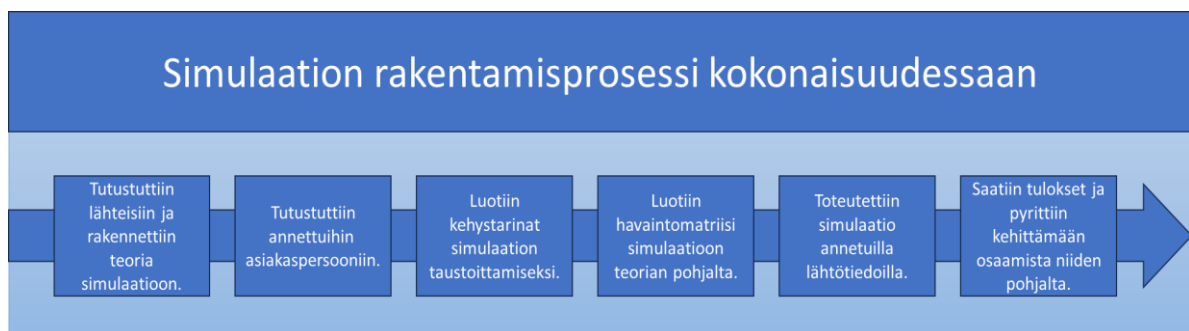 Simulaation rakentamisprosessi kokonaisuudessaan
Tutustuttiin
lähteisiin ja
rakennettiin
teoria
simulaatioon.
Tutustuttiin
annettuihin
asiakaspersooniin.
Luotiin
kehystarinat
simulaation
taustoittamiseksi.
Luotiin
havaintomatriisi
simulaatioon
teorian pohjalta.
Toteutettiin
simulaatio
annetuilla
lähtötiedoilla.
Saatiin tulokset ja
pyrittiin
kehittämään
osaamista niiden
pohjalta.